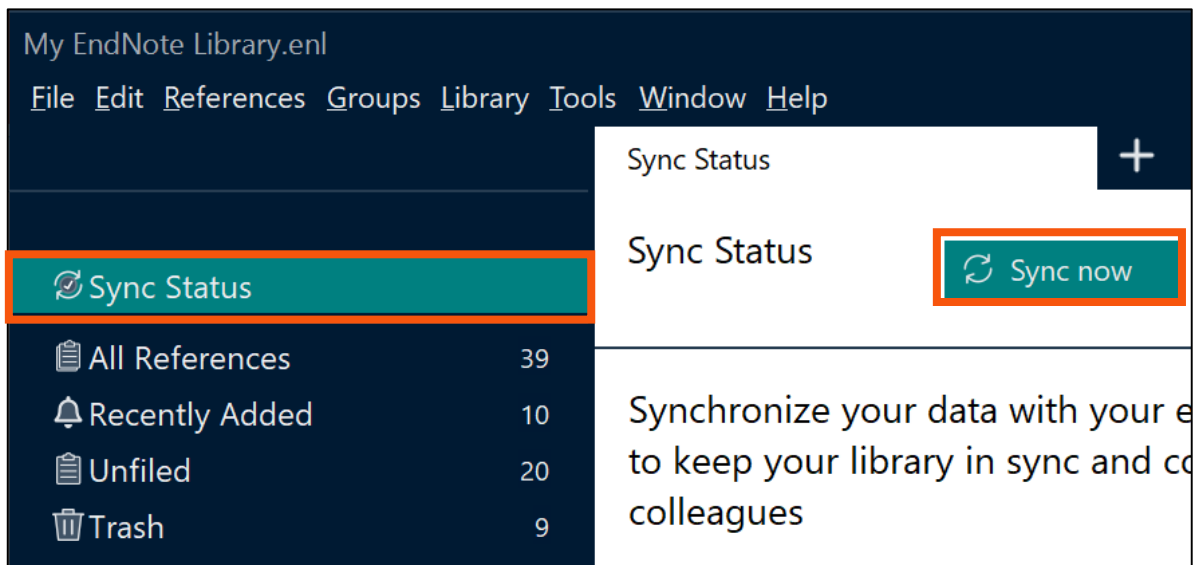 My EndNote Library.enl
File Edit References Groups Library Tools Window Help
Sync Status
Sync Status
Sync now
Sync Status
All References 39
Recently Added 10
Unfiled 20
Trash 9
Synchronize your data with your e
to keep your library in sync and co
colleagues